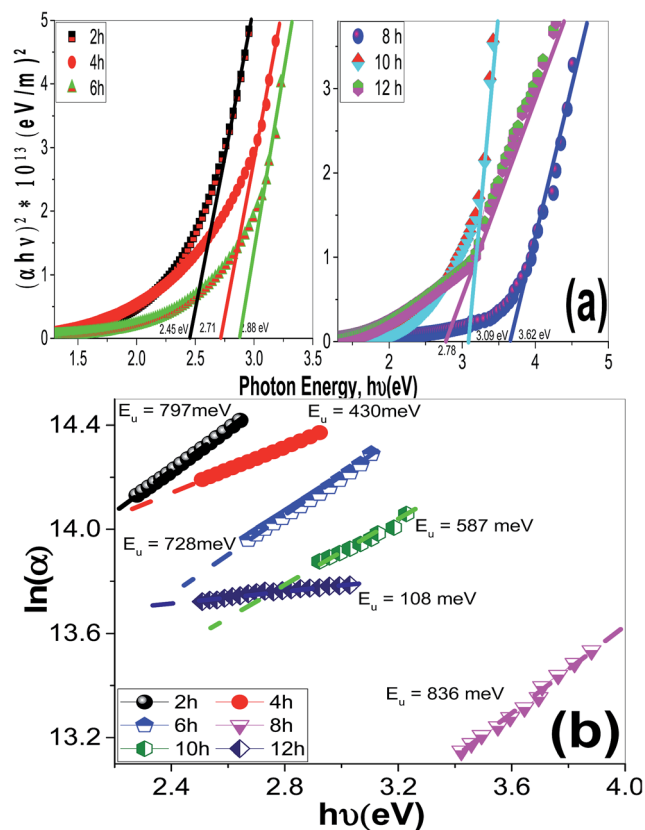 5
4
3
2
1
0
(αhν)² * 10¹³ (eV/m)²
2h
4h
6h
2.45 eV
2.71
2.88 eV
1.5
2.0
2.5
3.0
3.5
3
2
1
0
8 h
10 h
12 h
(a)
2.78
3.09 eV
3.62 eV
2
3
4
5
Photon Energy, hυ(eV)
14.4
14.0
13.6
13.1
ln(α)
Eᵤ = 797meV
Eᵤ = 430meV
Eᵤ = 728meV
Eᵤ = 587 meV
Eᵤ = 108 meV
Eᵤ = 836 meV
2h
4h
6h
8h
10h
12h
(b)
2.4
2.8
3.2
3.6
4.0
hυ(eV)